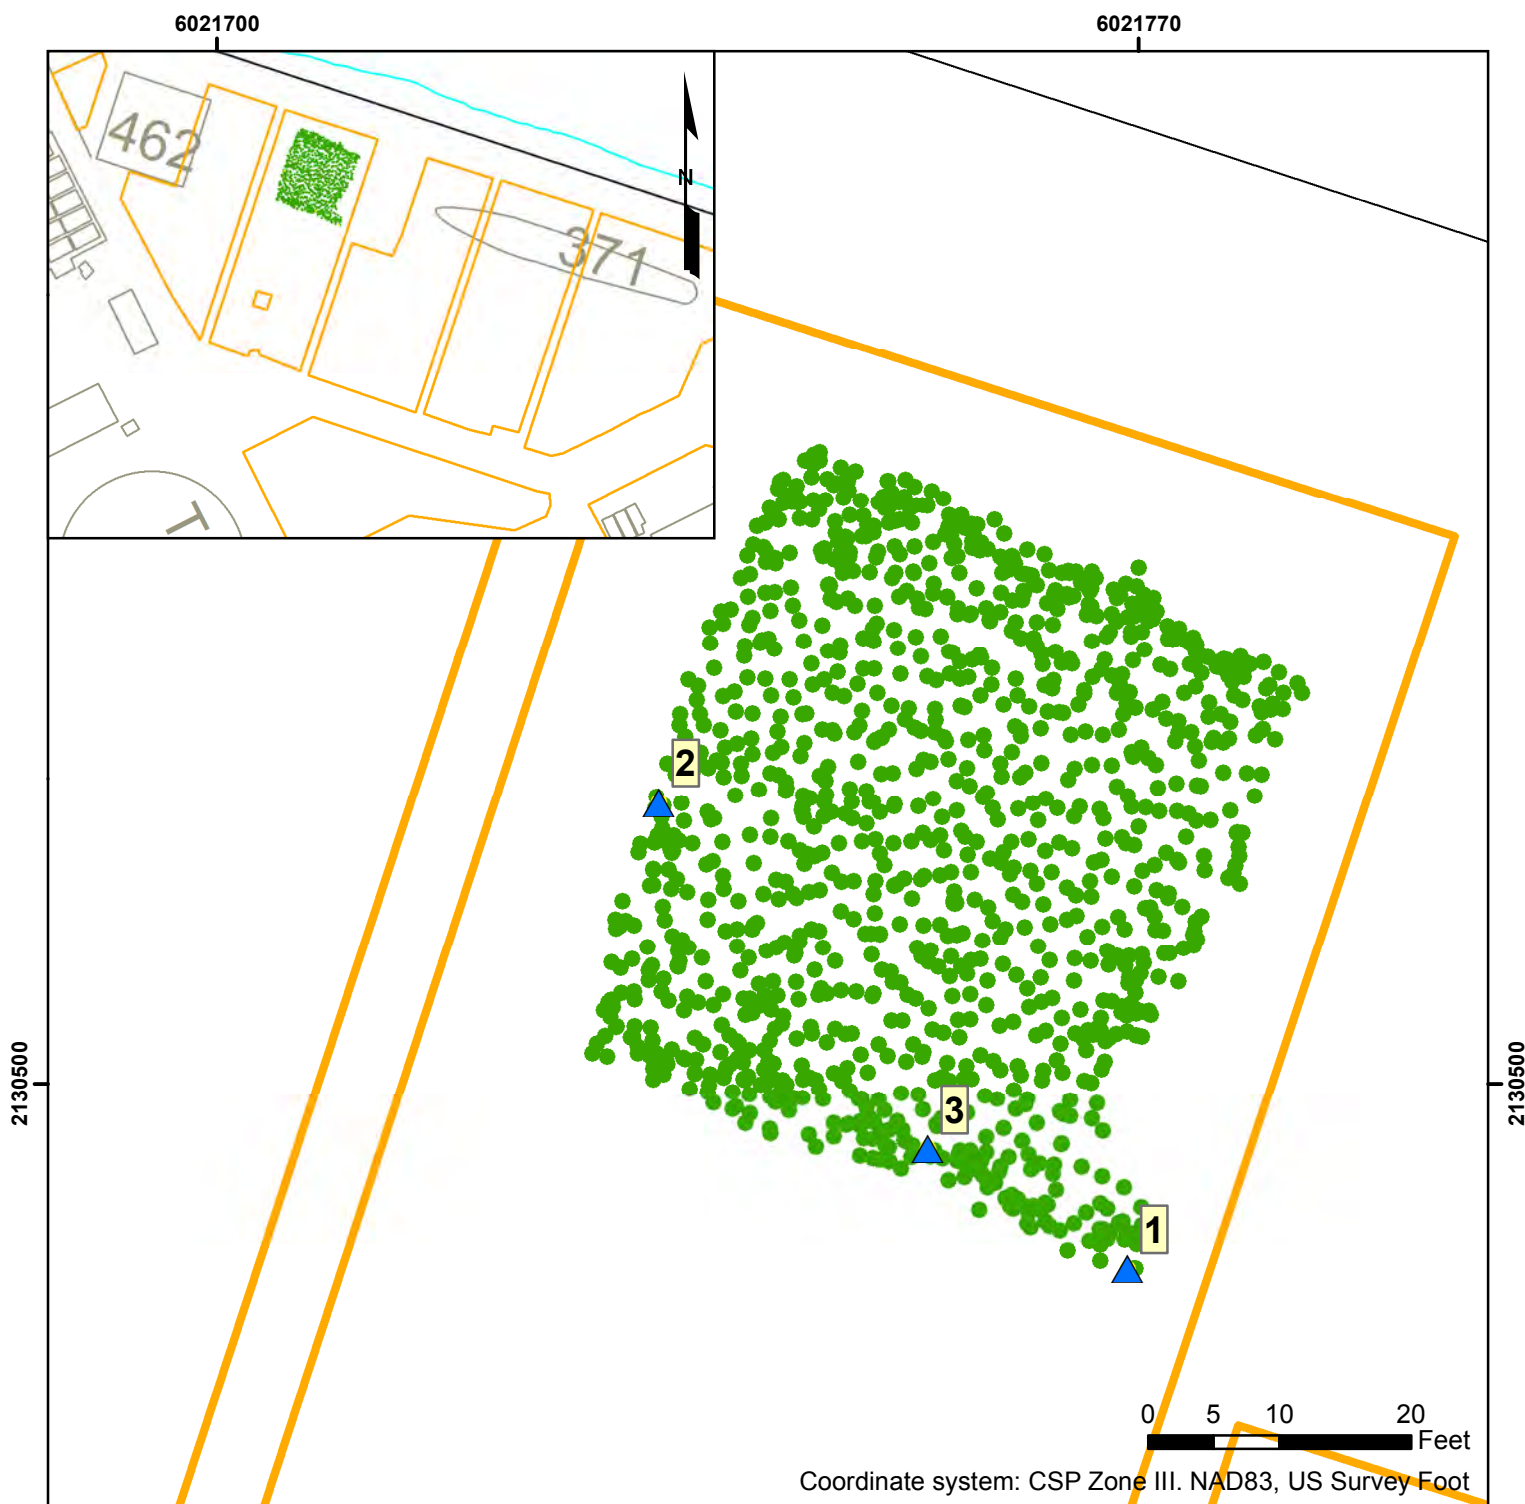 6021700
6021770
462
371
N
T
2
3
1
2130500
2130500
0 5 10 20
Feet
Coordinate system: CSP Zone III. NAD83, US Survey Foot